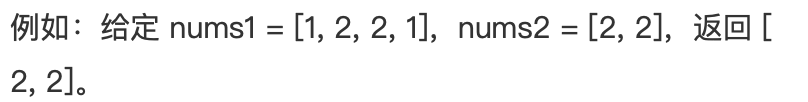 例如：给定 nums1 = [1, 2, 2, 1]，nums2 = [2, 2]，返回 [
2, 2]。